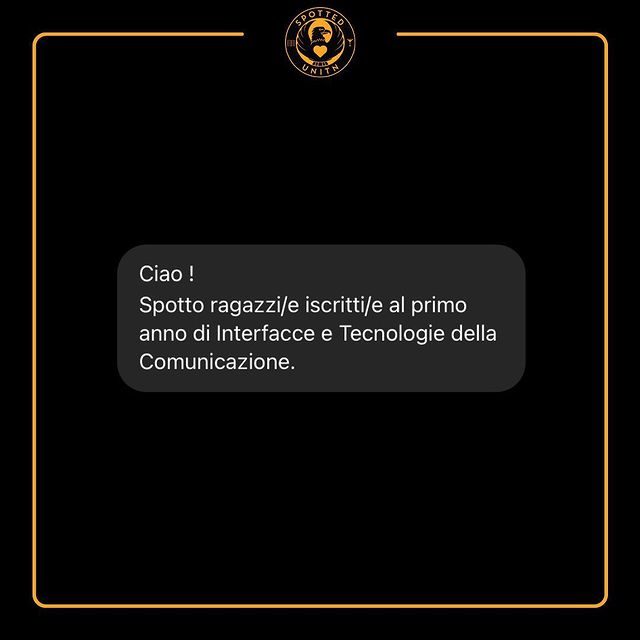 SPOTTED
UNITN
Ciao !
Spotto ragazzi/e iscritti/e al primo
anno di Interfacce e Tecnologie della
Comunicazione.